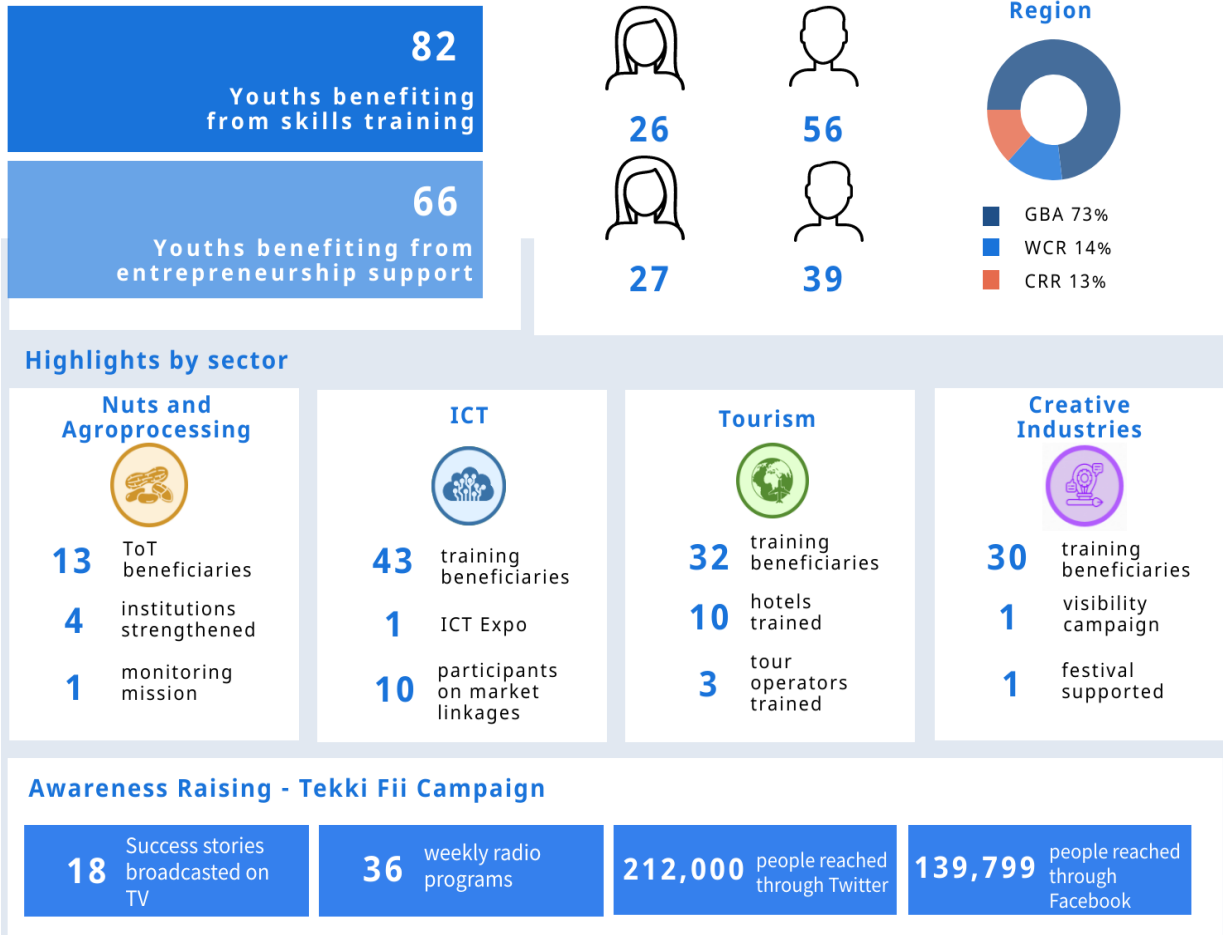 82
Youths benefiting
from skills training
26
56
66
Youths benefiting from
entrepreneurship support
27
39
Region
GBA 73%
WCR 14%
CRR 13%
Highlights by sector
Nuts and
Agroprocessing
13
ToT
beneficiaries
4
institutions
strengthened
1
monitoring
mission
ICT
43
training
beneficiaries
1
ICT Expo
10
participants
on market
linkages
Tourism
32
training
beneficiaries
10
hotels
trained
3
tour
operators
trained
Creative
Industries
30
training
beneficiaries
1
visibility
campaign
1
festival
supported
Awareness Raising - Tekki Fii Campaign
18
Success stories
broadcasted on
TV
36
weekly radio
programs
212,000
people reached
through Twitter
139,799
people reached
through
Facebook